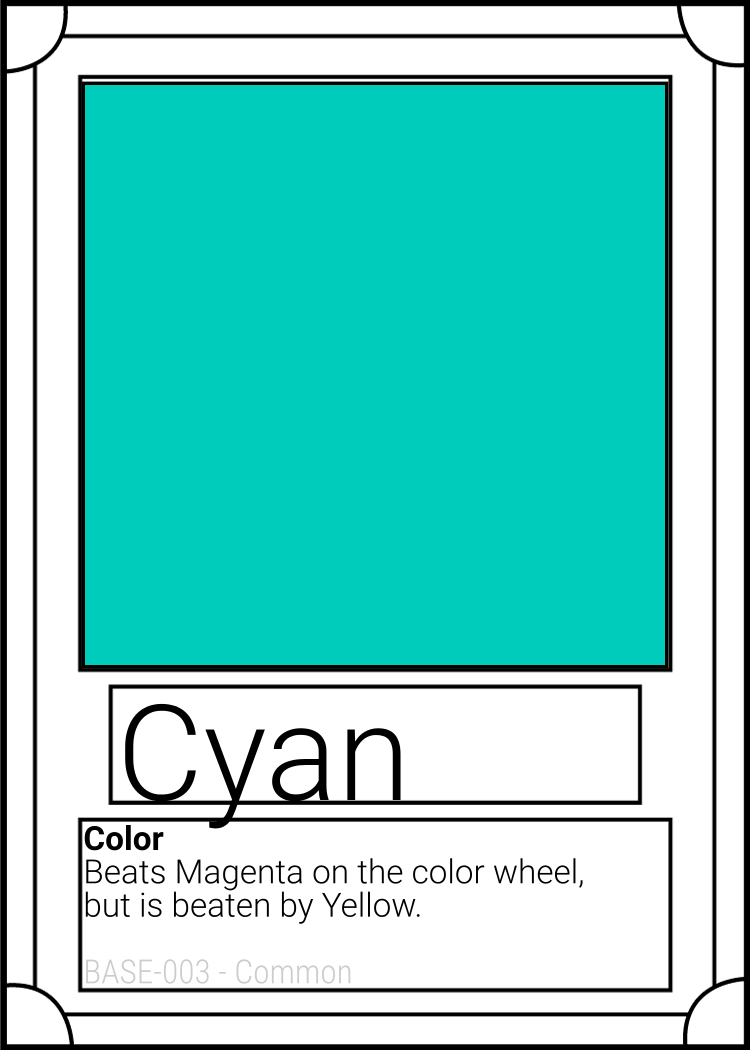 Cyan
Color
Beats Magenta on the color wheel,
but is beaten by Yellow.
BASE-003 - Common